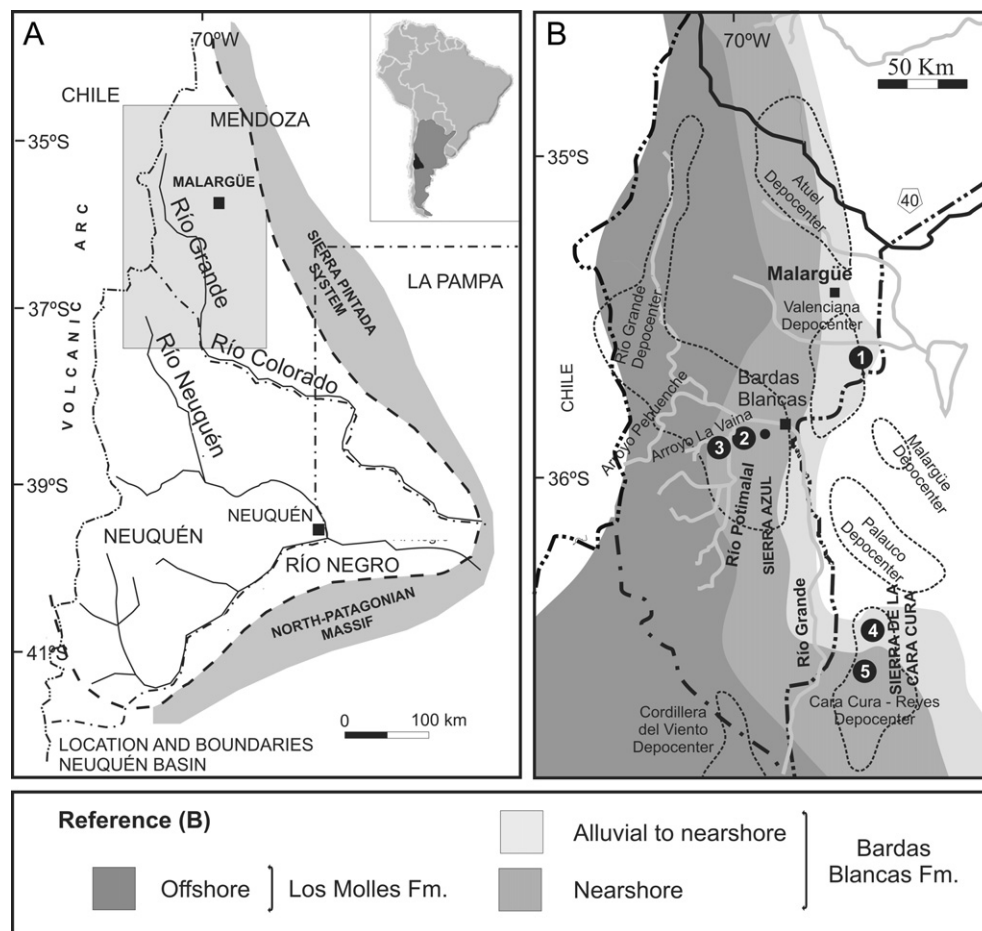 A
70ºW
CHILE
MENDOZA
35ºS
MALARGÜE
Río Grande
VOLCANIC ARC
SIERRA PINTADA
SYSTEM
LA PAMPA
37ºS
Río Colorado
Río Neuquén
39ºS
NEUQUÉN
NEUQUÉN
RÍO NEGRO
NORTH-PATAGONIAN
MASSIF
41ºS
0 100 km
LOCATION AND BOUNDARIES
NEUQUÉN BASIN
B
70ºW
50 Km
35ºS
Atuel
Depocenter
40
Malargüe
Valenciana
Depocenter
Río Grande
Depocenter
1
CHILE
Bardas
Blancas
Arroyo Pehuenche
Arroyo La Vaina
3
2
Malargüe
Depocenter
36ºS
Río Potimalal
SIERRA AZUL
Palauco
Depocenter
Río Grande
4
SIERRA DE LA
CARA CURA
5
Cara Cura - Reyes
Depocenter
Cordillera
del Viento
Depocenter
Reference (B)
Offshore
Los Molles Fm.
Alluvial to nearshore
Nearshore
Bardas
Blancas Fm.